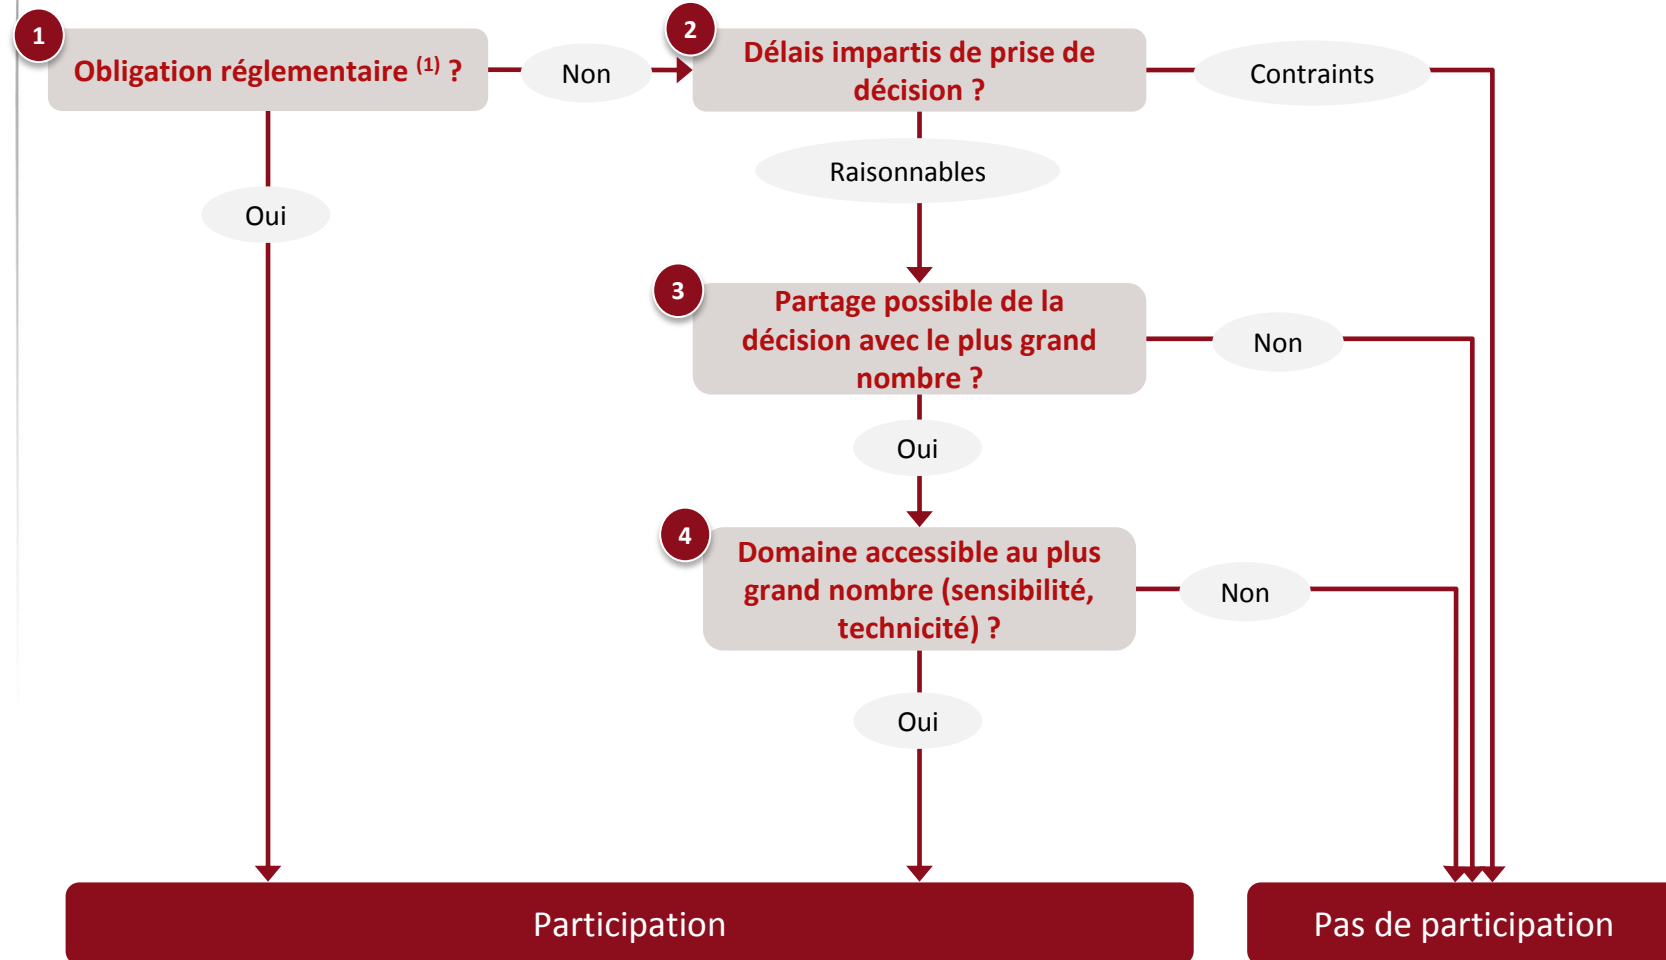 1
Obligation réglementaire (1) ?
Non
2
Délais impartis de prise de
décision ?
Contraints
Raisonnables
Oui
3
Partage possible de la
décision avec le plus grand
nombre ?
Non
Oui
4
Domaine accessible au plus
grand nombre (sensibilité,
technicité) ?
Non
Oui
Participation
Pas de participation